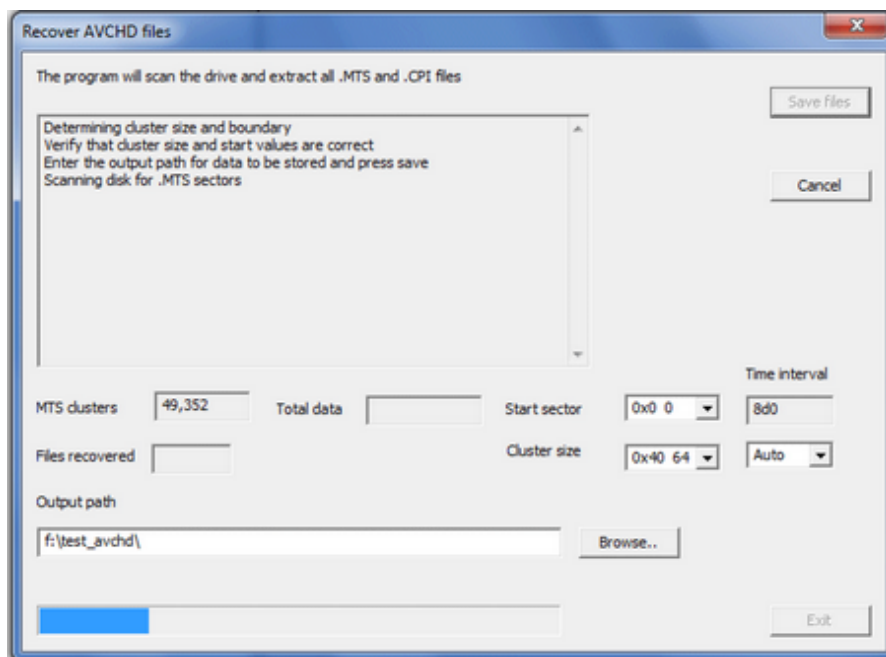 Recover AVCHD files
The program will scan the drive and extract all .MTS and .CPI files
Save files
Determining cluster size and boundary
Verify that cluster size and start values are correct
Enter the output path for data to be stored and press save
Scanning disk for .MTS sectors
Cancel
Time interval
MTS clusters 49,352 Total data Start sector 0x0 0 8d0
Files recovered Cluster size 0x40 64 Auto
Output path
f:\test_avchd\ Browse..
Exit